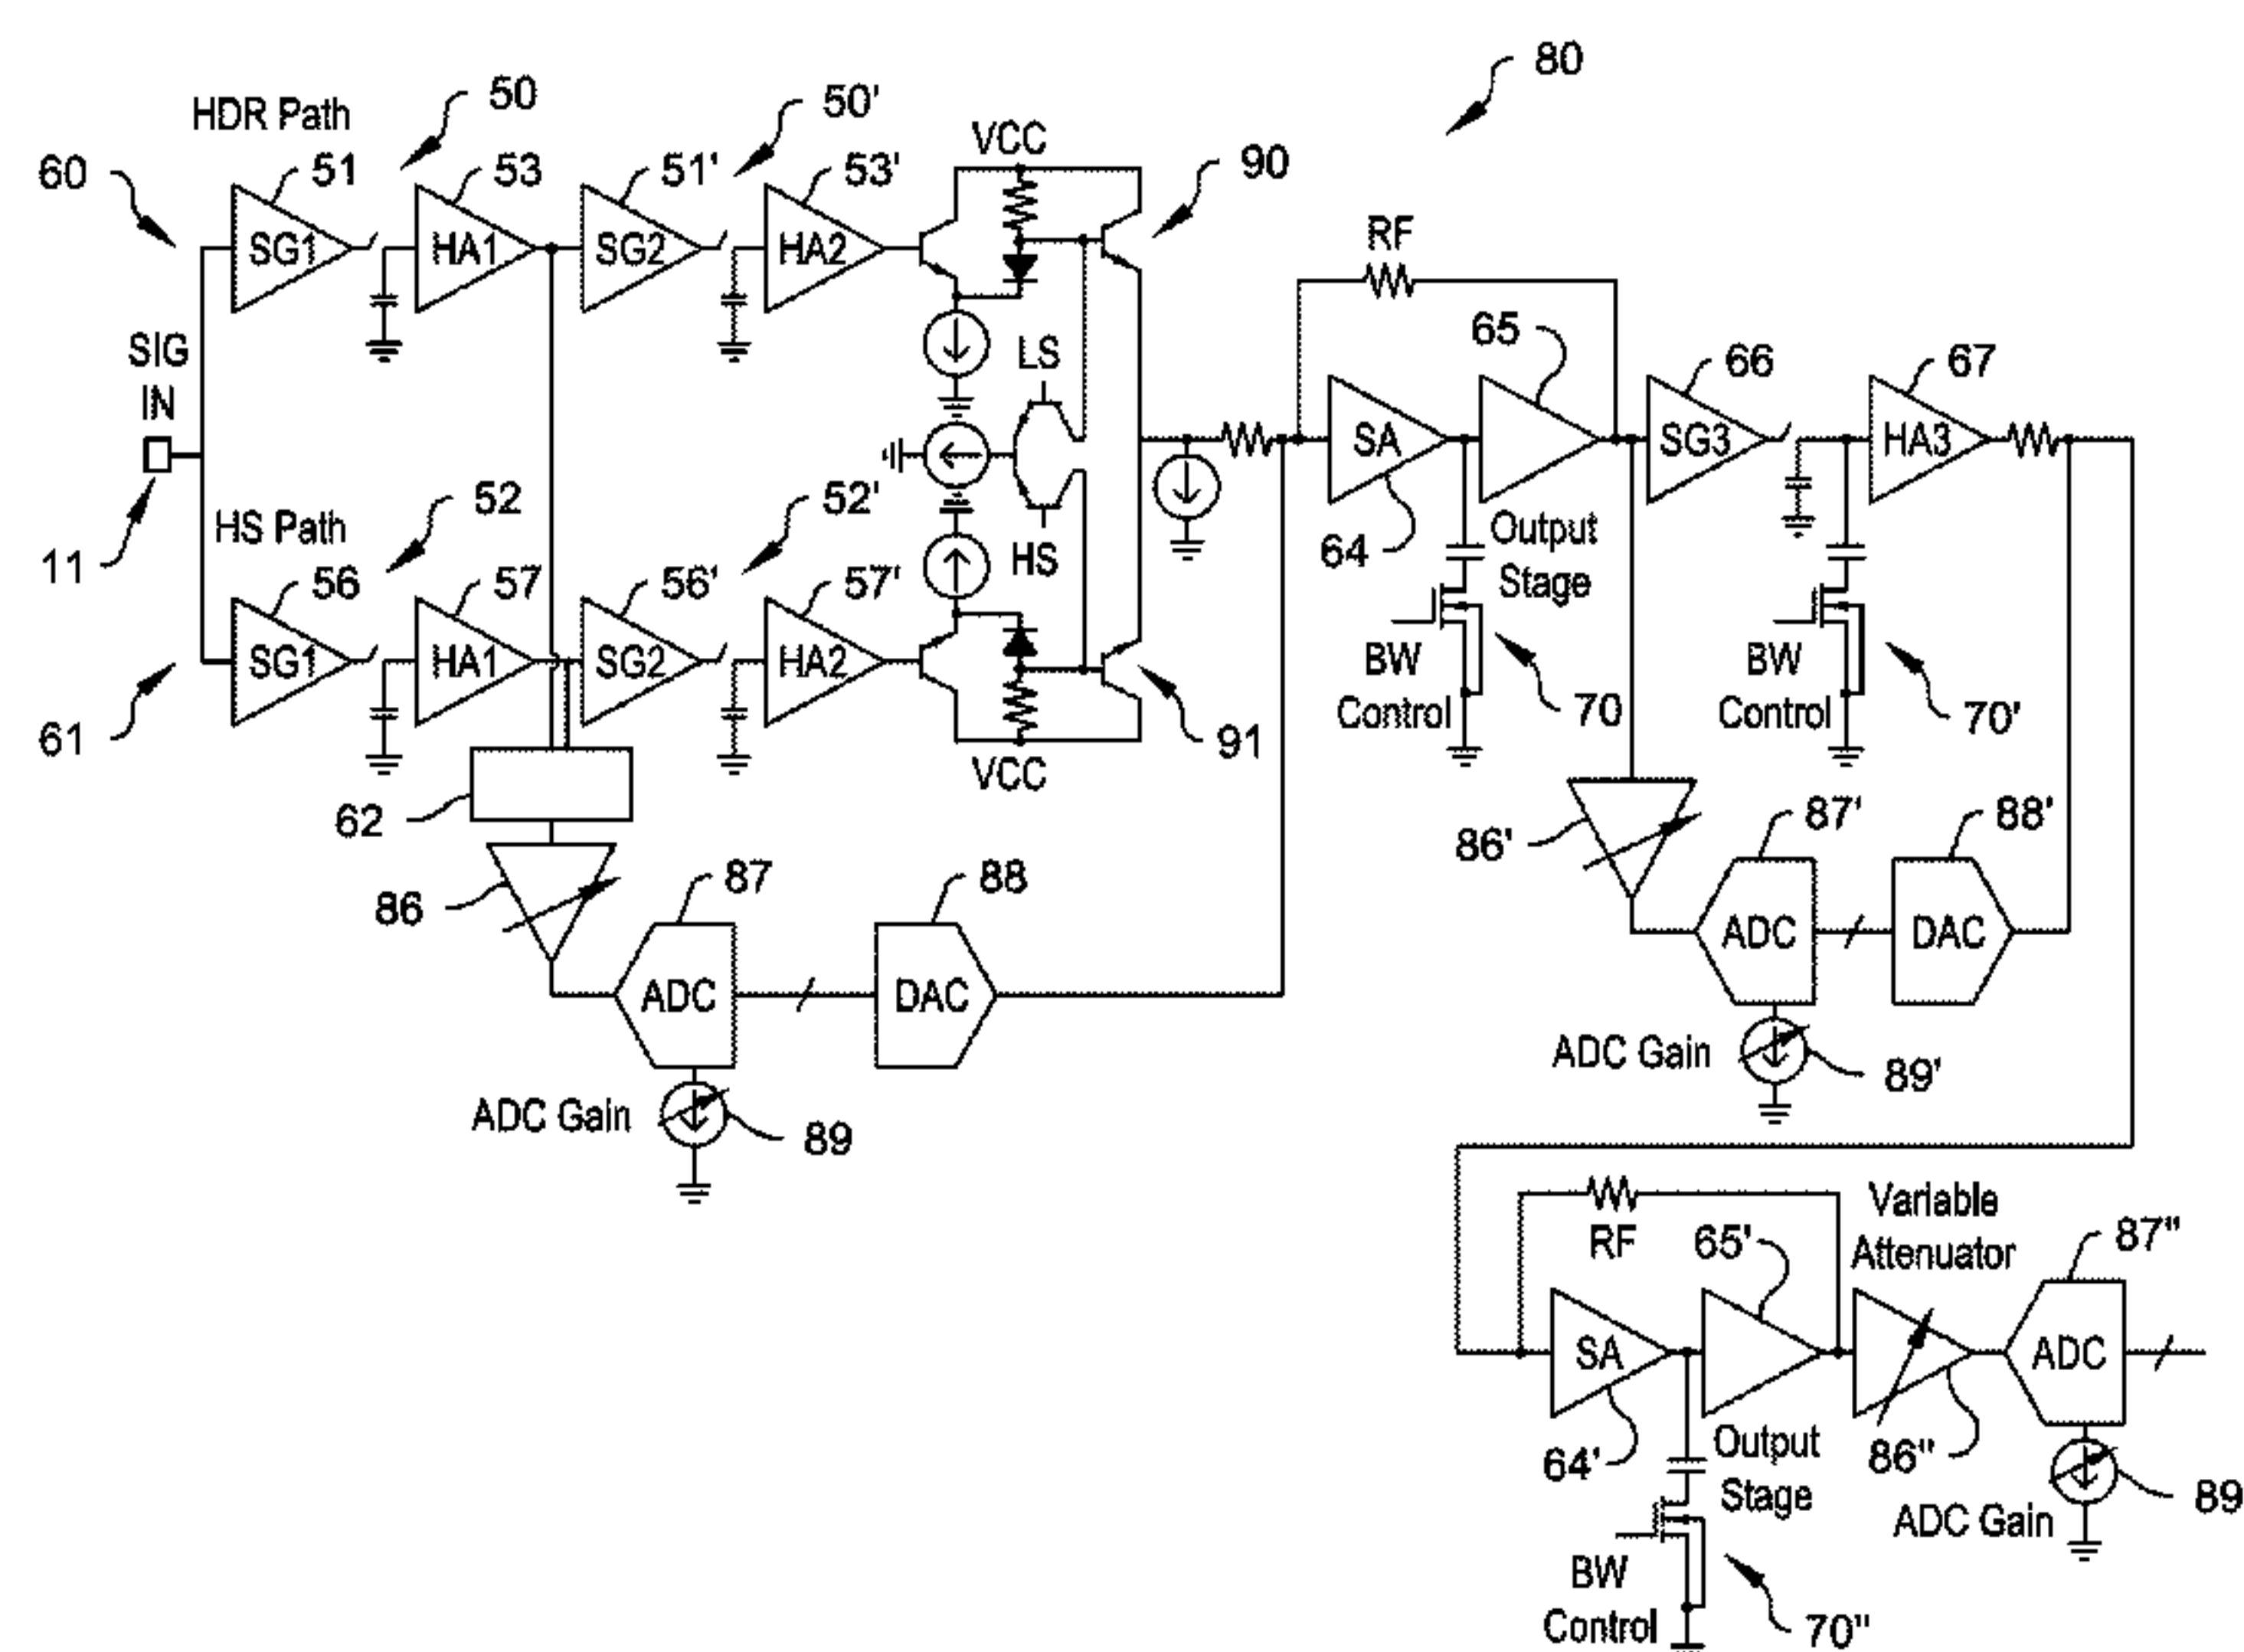 80
HDR Path
50
50'
VCC
90
60
51
53
51'
53'
SG1
HA1
SG2
HA2
RF
SIG
IN
LS
65
66
67
SA
SG3
HA3
11
HS Path
52
52'
HS
64
Output
Stage
56
57
56'
57'
SG1
HA1
SG2
HA2
BW
Control
70
BW
Control
70'
61
91
VCC
62
86
87
88
ADC
DAC
ADC Gain
89
86'
87'
88'
ADC
DAC
ADC Gain
89'
RF
65'
Variable
Attenuator
87"
SA
ADC
64'
Output
Stage
86"
ADC Gain
89
BW
Control
70"